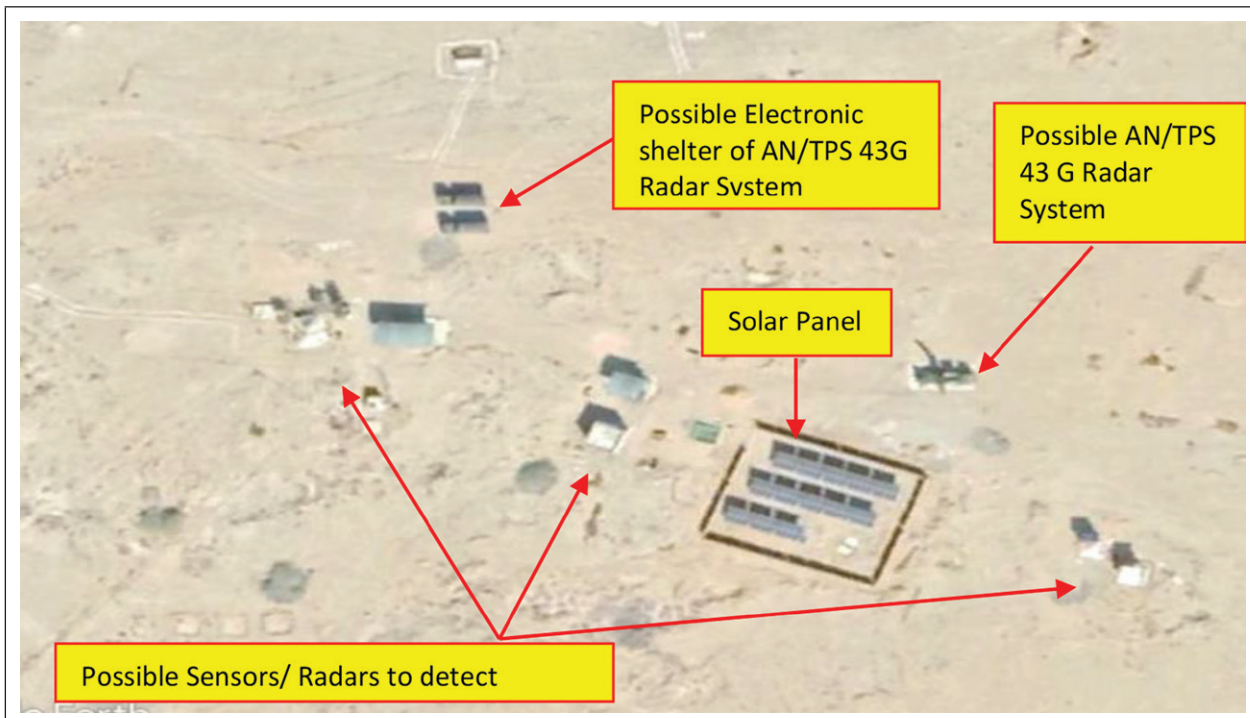 Possible Electronic
shelter of AN/TPS 43G
Radar System
Possible AN/TPS
43 G Radar
System
Solar Panel
Possible Sensors/ Radars to detect